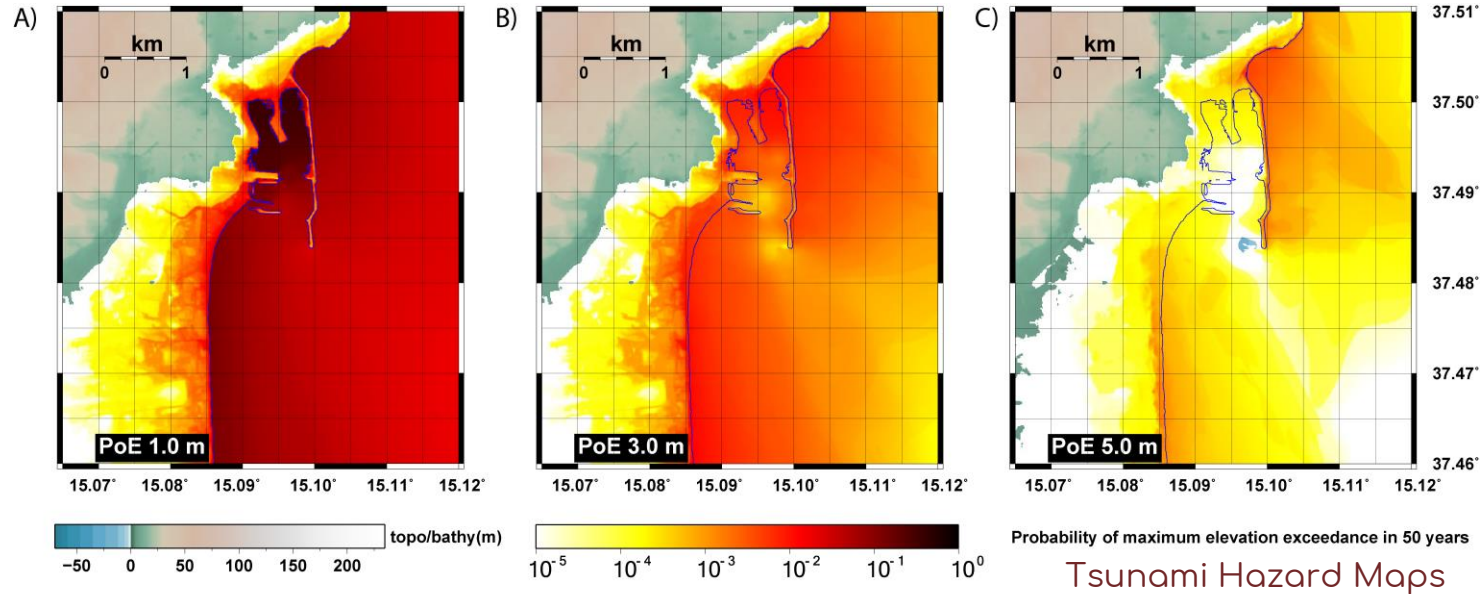 A)
km
0 1
PoE 1.0 m
15.07° 15.08° 15.09° 15.10° 15.11° 15.12°
B)
km
0 1
PoE 3.0 m
15.07° 15.08° 15.09° 15.10° 15.11° 15.12°
C)
km
0 1
PoE 5.0 m
15.07° 15.08° 15.09° 15.10° 15.11° 15.12°
37.51°
37.50°
37.49°
37.48°
37.47°
37.46°
topo/bathy(m)
−50 0 50 100 150 200
10⁻⁵ 10⁻⁴ 10⁻³ 10⁻² 10⁻¹ 10⁰
Probability of maximum elevation exceedance in 50 years
Tsunami Hazard Maps